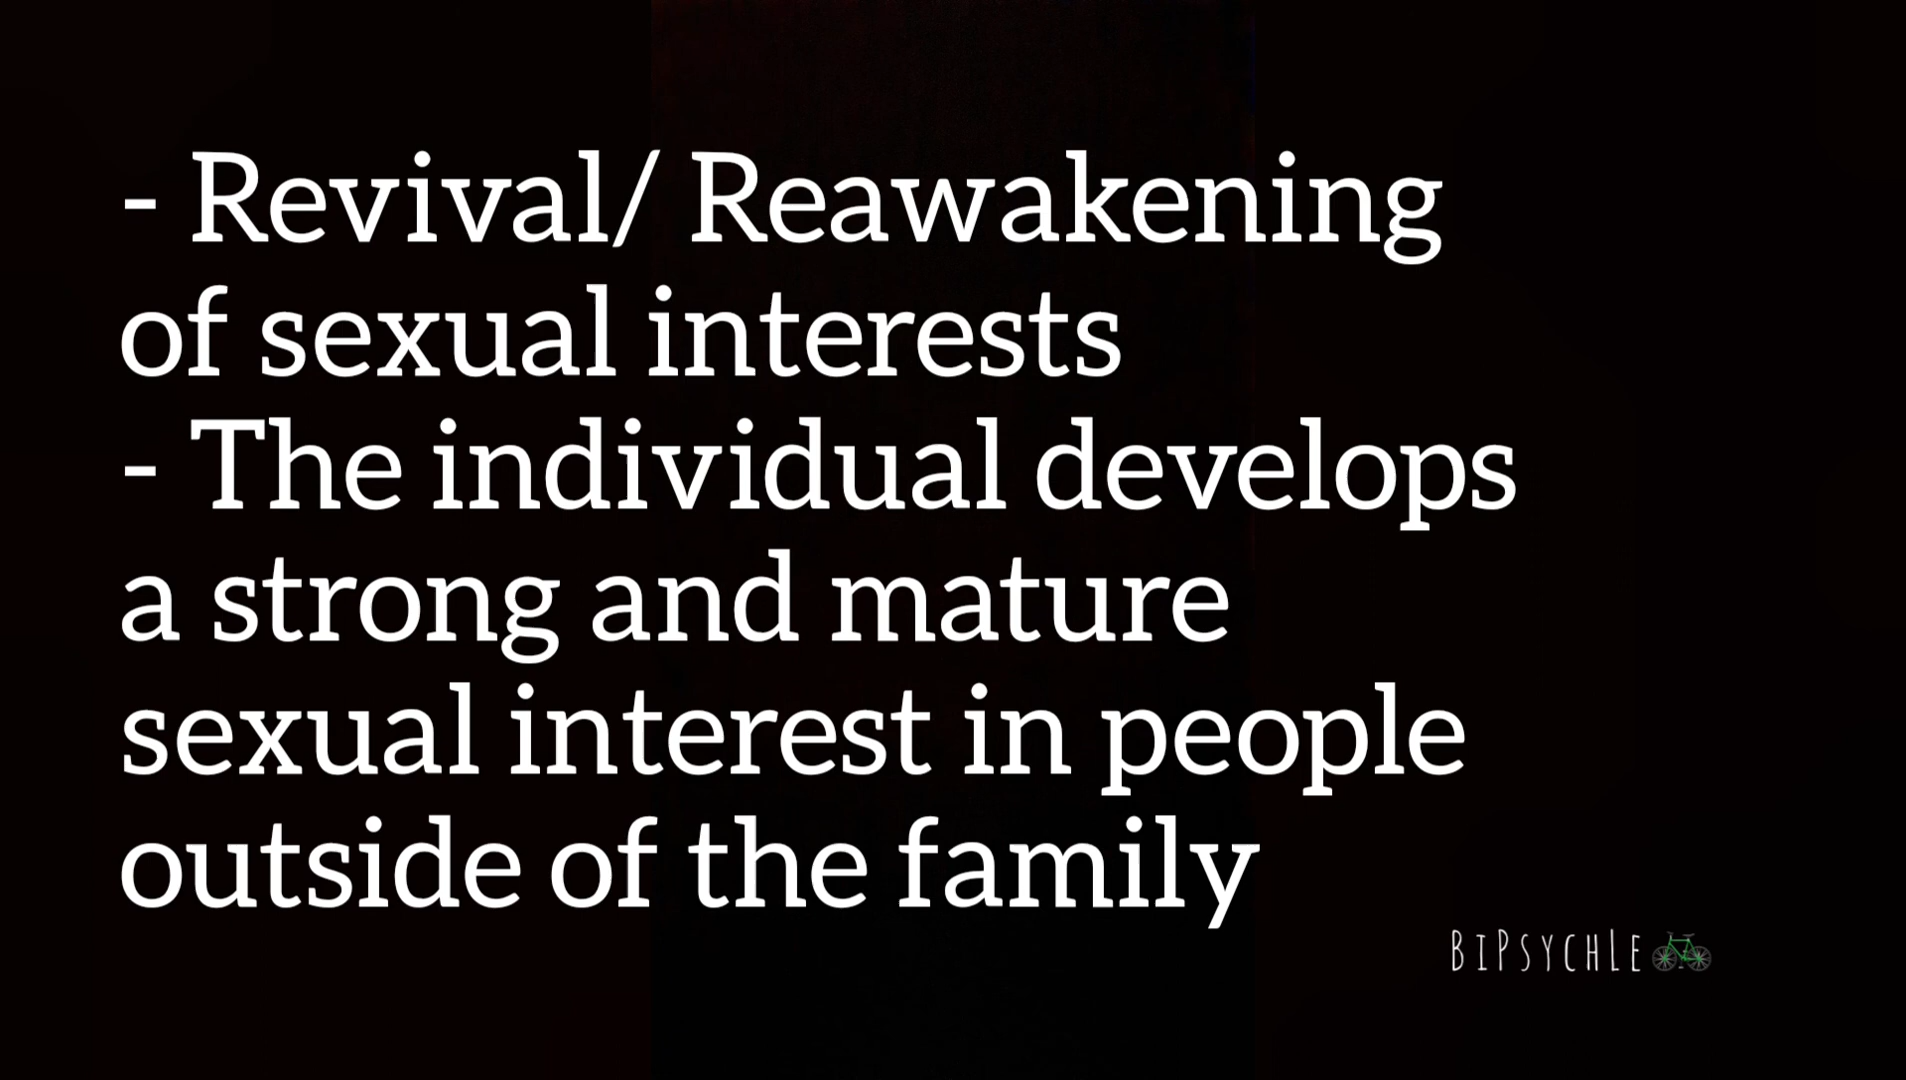 - Revival/ Reawakening
of sexual interests
- The individual develops
a strong and mature
sexual interest in people
outside of the family
BIPSYCHLE